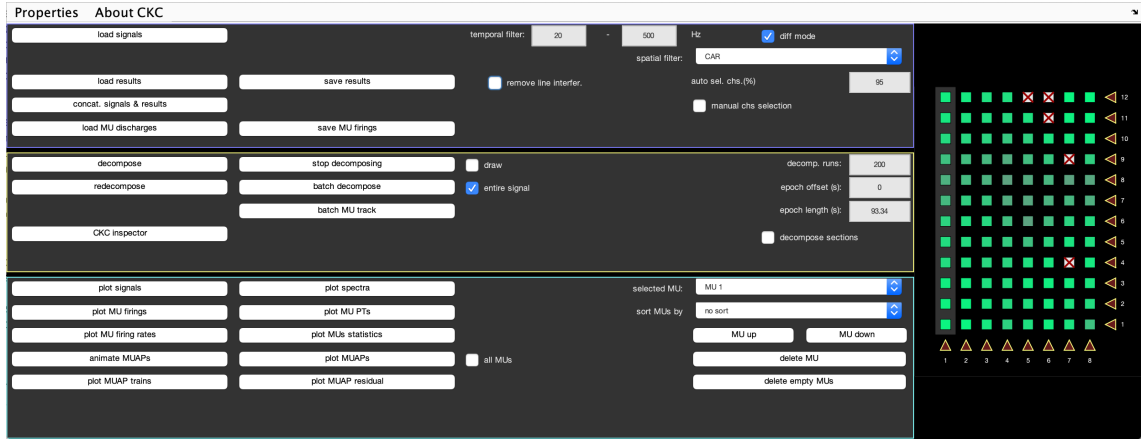 Properties About CKC
load signals temporal filter: 20 - 500 Hz diff mode
spatial filter: CAR
load results save results remove line interfer. auto sel. chs.(%) 95
concat. signals & results manual chs selection
load MU discharges save MU firings
decompose stop decomposing draw decomp. runs: 200
redecompose batch decompose entire signal epoch offset (s): 0
batch MU track epoch length (s): 93.34
CKC inspector decompose sections
plot signals plot spectra selected MU: MU 1
plot MU firings plot MU PTs sort MUs by no sort
plot MU firing rates plot MUs statistics MU up MU down
animate MUAPs plot MUAPs all MUs delete MU
plot MUAP trains plot MUAP residual delete empty MUs
12
11
10
9
8
7
6
5
4
3
2
1
1 2 3 4 5 6 7 8